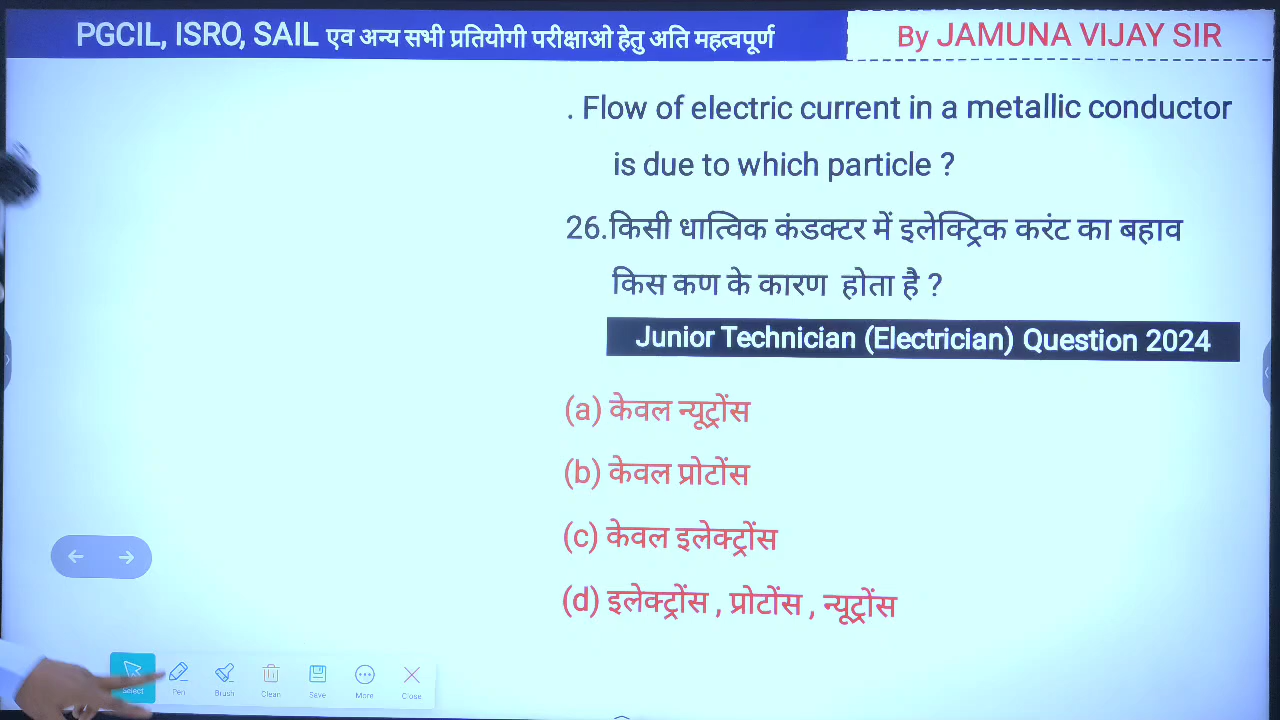 PGCIL, ISRO, SAIL एव अन्य सभी प्रतियोगी परीक्षाओ हेतु अति महत्वपूर्ण
By JAMUNA VIJAY SIR
. Flow of electric current in a metallic conductor
is due to which particle ?
26.किसी धात्विक कंडक्टर में इलेक्ट्रिक करंट का बहाव
किस कण के कारण होता है ?
Junior Technician (Electrician) Question 2024
(a) केवल न्यूट्रोंस
(b) केवल प्रोटोंस
(c) केवल इलेक्ट्रोंस
(d) इलेक्ट्रोंस , प्रोटोंस , न्यूट्रोंस
Select Pen Brush Clean Save More Close